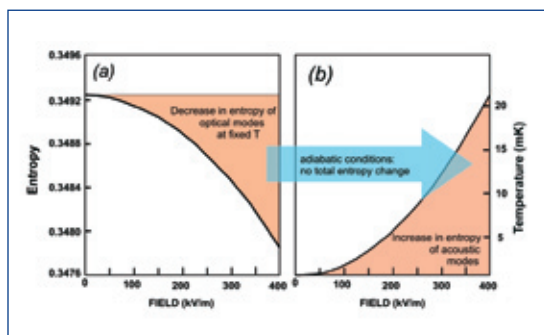 (a)
Entropy
0.3496
0.3492
0.3488
0.3484
0.3480
0.3476
Decrease in entropy of
optical modes
at fixed T
0 100 200 300 400
FIELD (kV/m)
adiabatic conditions:
no total entropy change
(b)
Increase in entropy
of acoustic
modes
0 100 200 300 400
FIELD (kV/m)
20
15
10
5
Temperature (mK)